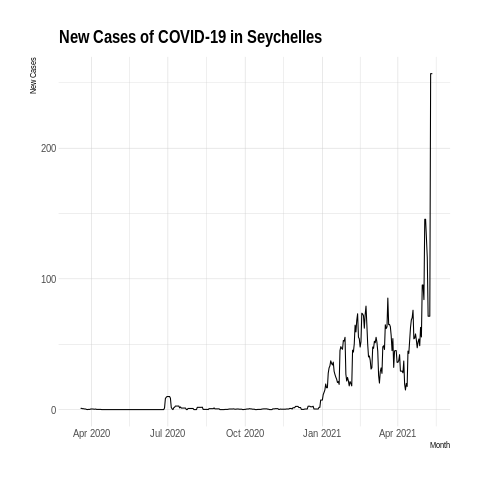 New Cases of COVID-19 in Seychelles
New Cases
200
100
0
Apr 2020 Jul 2020 Oct 2020 Jan 2021 Apr 2021
Month